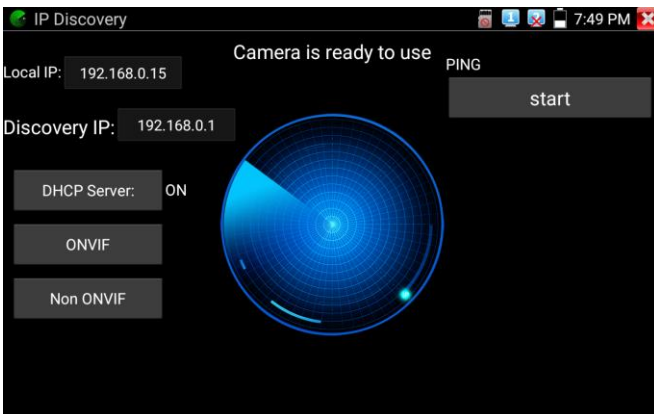 IP Discovery
1
7:49 PM
Camera is ready to use
Local IP: 192.168.0.15
PING
start
Discovery IP: 192.168.0.1
DHCP Server: ON
ONVIF
Non ONVIF